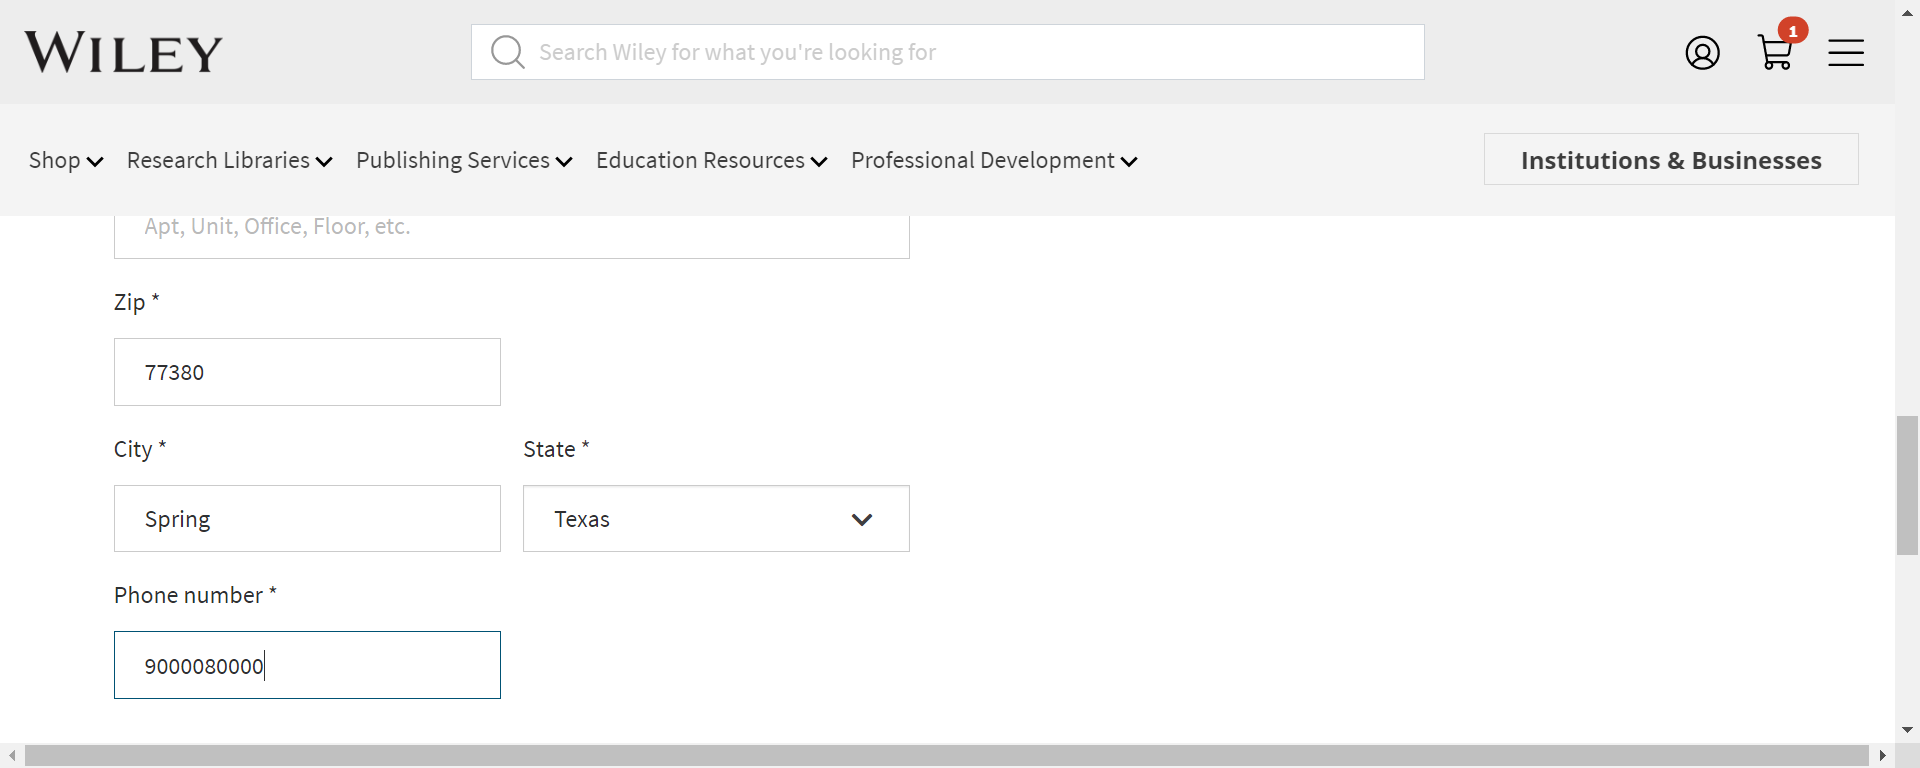 WILEY
Search Wiley for what you're looking for
1
Shop Research Libraries Publishing Services Education Resources Professional Development Institutions & Businesses
Apt, Unit, Office, Floor, etc.
Zip *
77380
City * State *
Spring Texas
Phone number *
9000080000